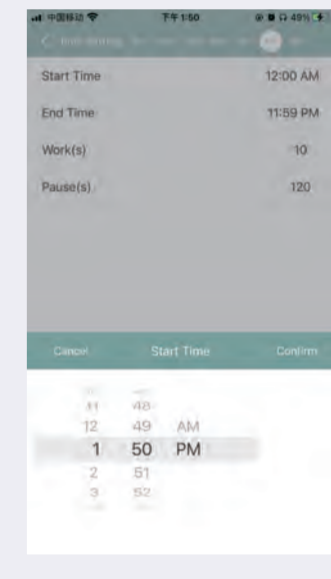 中国移动 下午1:50 49%
Start Time 12:00 AM
End Time 11:59 PM
Work(s) 10
Pause(s) 120
Cancel Start Time Confirm
11 48
12 49 AM
1 50 PM
2 51
3 52